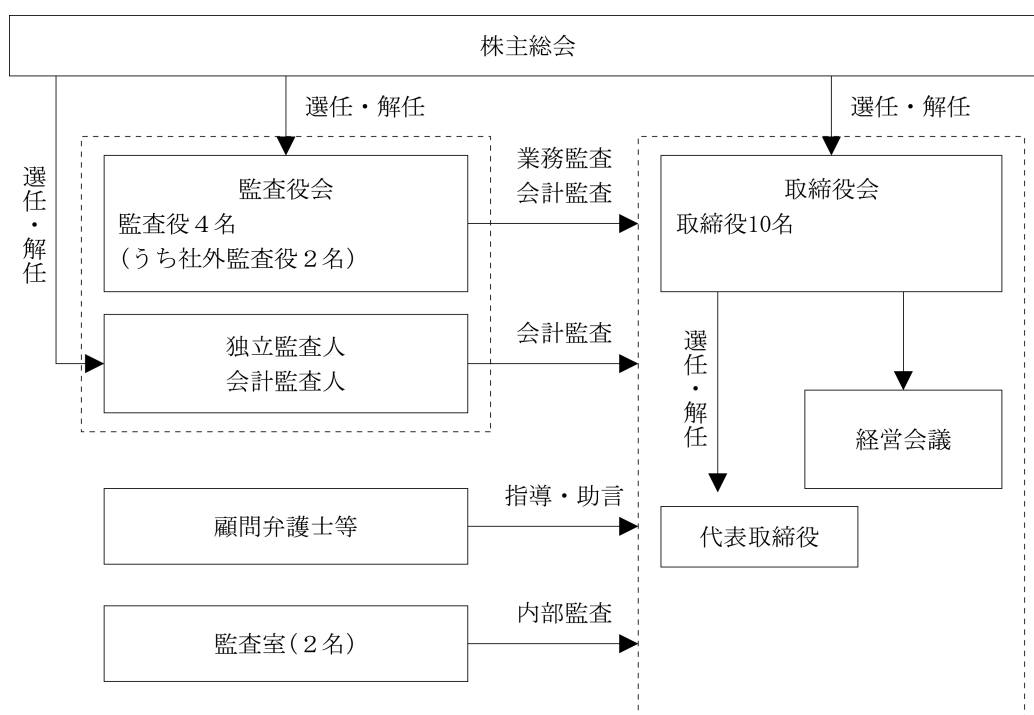 株主総会
選任・解任
選任・解任
選任・解任
監査役会
監査役４名
(うち社外監査役２名)
業務監査
会計監査
取締役会
取締役10名
独立監査人
会計監査人
会計監査
選任・解任
経営会議
顧問弁護士等
指導・助言
代表取締役
監査室(２名)
内部監査